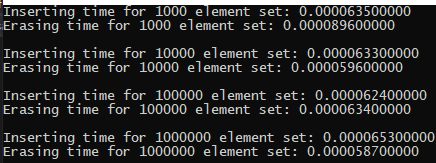 Inserting time for 1000 element set: 0.000063500000
Erasing time for 1000 element set: 0.000089600000
Inserting time for 10000 element set: 0.000063300000
Erasing time for 10000 element set: 0.000059600000
Inserting time for 100000 element set: 0.000062400000
Erasing time for 100000 element set: 0.000063400000
Inserting time for 1000000 element set: 0.000065300000
Erasing time for 1000000 element set: 0.000058700000